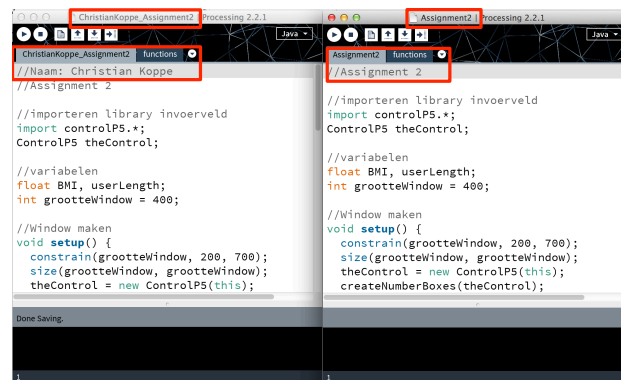 ChristianKoppe_Assignment2 | Processing 2.2.1
Java
ChristianKoppe_Assignment2 functions
//Naam: Christian Koppe
//Assignment 2
//importeren library invoerveld
import controlP5.*;
ControlP5 theControl;
//variabelen
float BMI, userLength;
int grootteWindow = 400;
//Window maken
void setup() {
constrain(grootteWindow, 200, 700);
size(grootteWindow, grootteWindow);
theControl = new ControlP5(this);
Done Saving.
1
Assignment2 | Processing 2.2.1
Java
Assignment2 functions
//Assignment 2
//importeren library invoerveld
import controlP5.*;
ControlP5 theControl;
//variabelen
float BMI, userLength;
int grootteWindow = 400;
//Window maken
void setup() {
constrain(grootteWindow, 200, 700);
size(grootteWindow, grootteWindow);
theControl = new ControlP5(this);
createNumberBoxes(theControl);
1